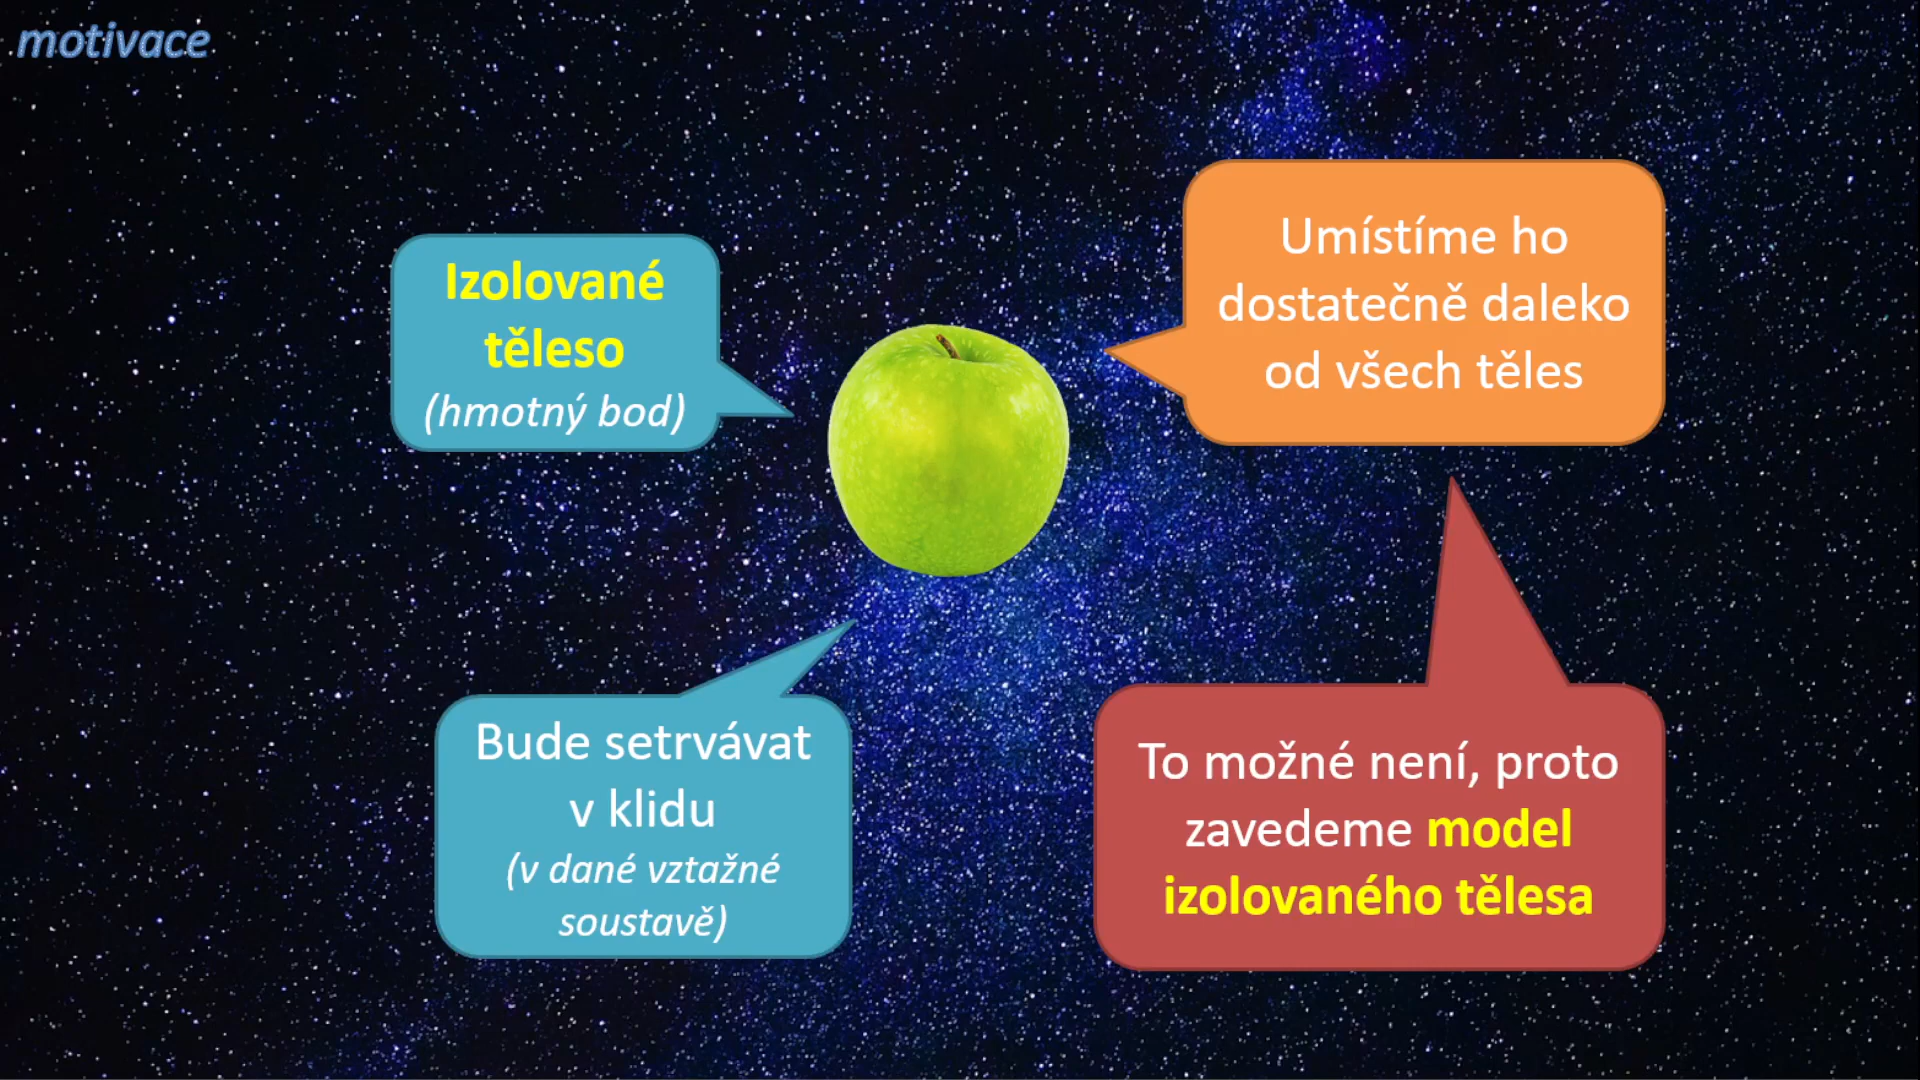 motivace
Izolované
těleso
(hmotný bod)
Umístíme ho
dostatečně daleko
od všech těles
Bude setrvávat
v klidu
(v dané vztažné
soustavě)
To možné není, proto
zavedeme model
izolovaného tělesa